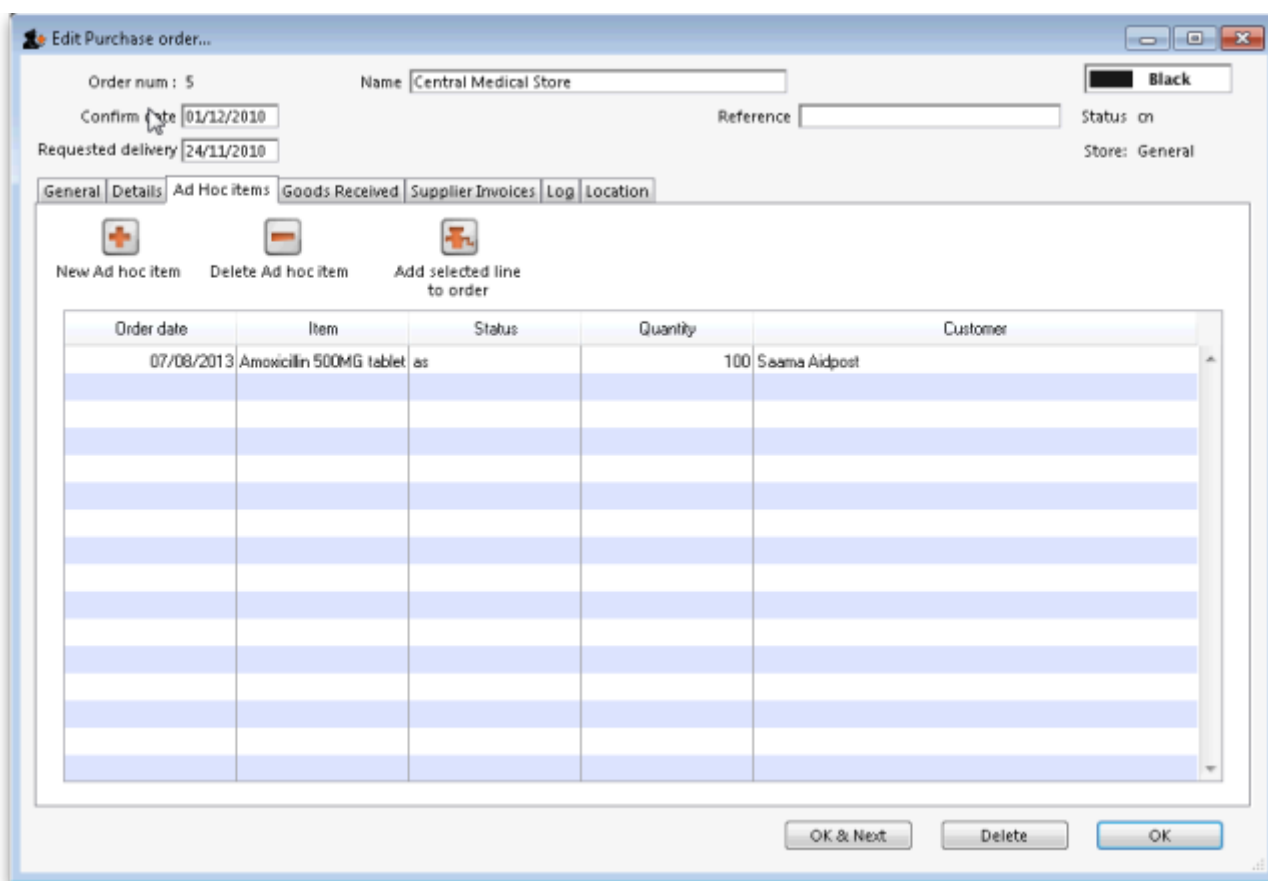 Edit Purchase order...
Order num : 5
Name Central Medical Store
Black
Confirm date 01/12/2010
Reference
Status cn
Requested delivery 24/11/2010
Store: General
General Details Ad Hoc items Goods Received Supplier Invoices Log Location
New Ad hoc item Delete Ad hoc item Add selected line
to order
Order date Item Status Quantity Customer
07/08/2013 Amoxicillin 500MG tablet as 100 Saama Aidpost
OK & Next Delete OK